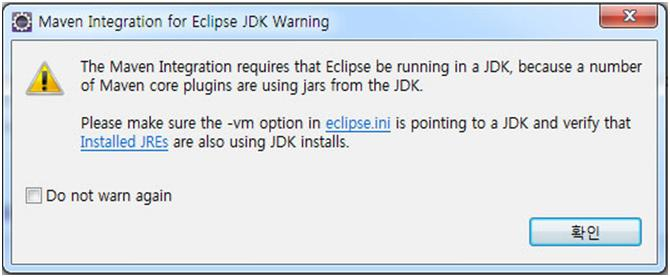 Maven Integration for Eclipse JDK Warning
The Maven Integration requires that Eclipse be running in a JDK, because a number
of Maven core plugins are using jars from the JDK.
Please make sure the -vm option in eclipse.ini is pointing to a JDK and verify that
Installed JREs are also using JDK installs.
Do not warn again
확인